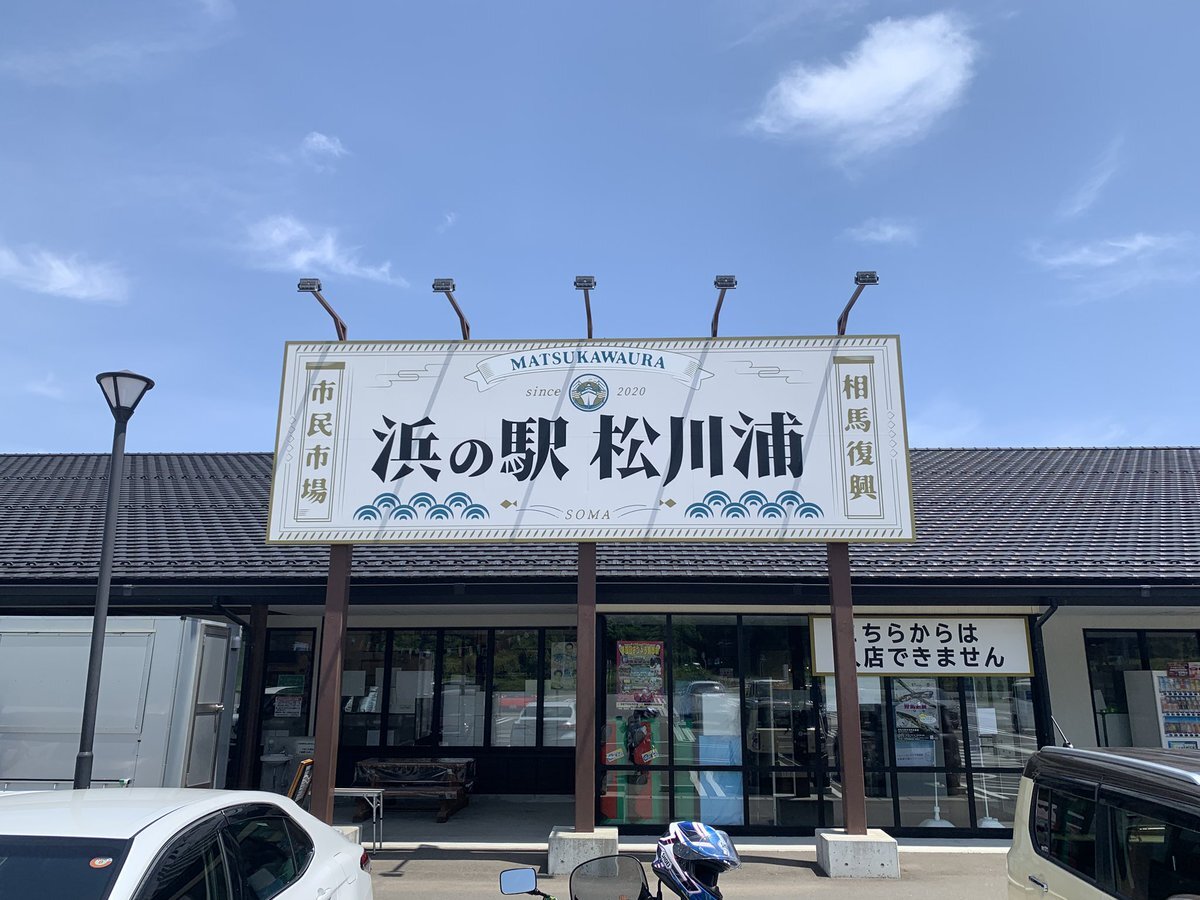 MATSUKAWAURA
since 2020
市民市場
浜の駅 松川浦
相馬復興
SOMA
ちらからは
店できません